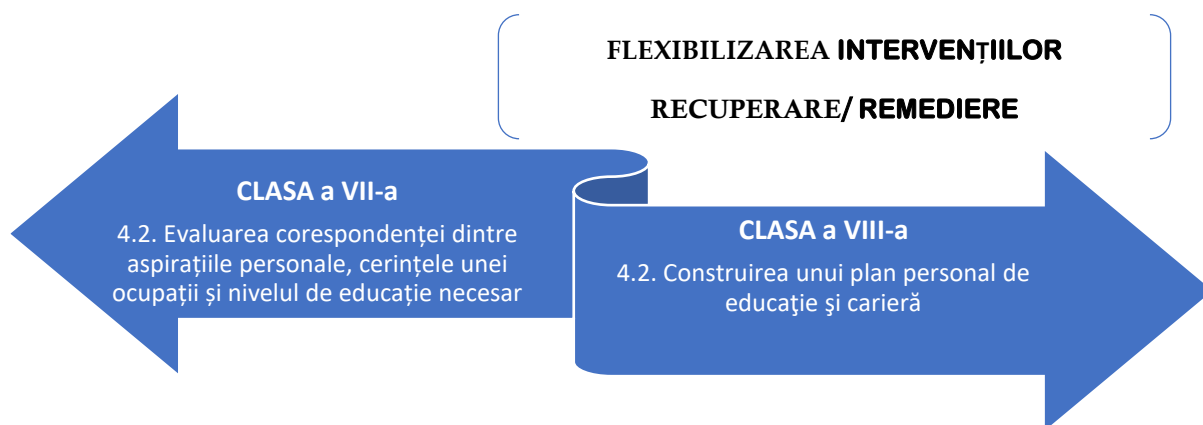 FLEXIBILIZAREA INTERVENȚIILOR
RECUPERARE/ REMEDIERE
CLASA a VII-a
4.2. Evaluarea corespondenței dintre
aspirațiile personale, cerințele unei
ocupații și nivelul de educație necesar
CLASA a VIII-a
4.2. Construirea unui plan personal de
educaţie şi carieră